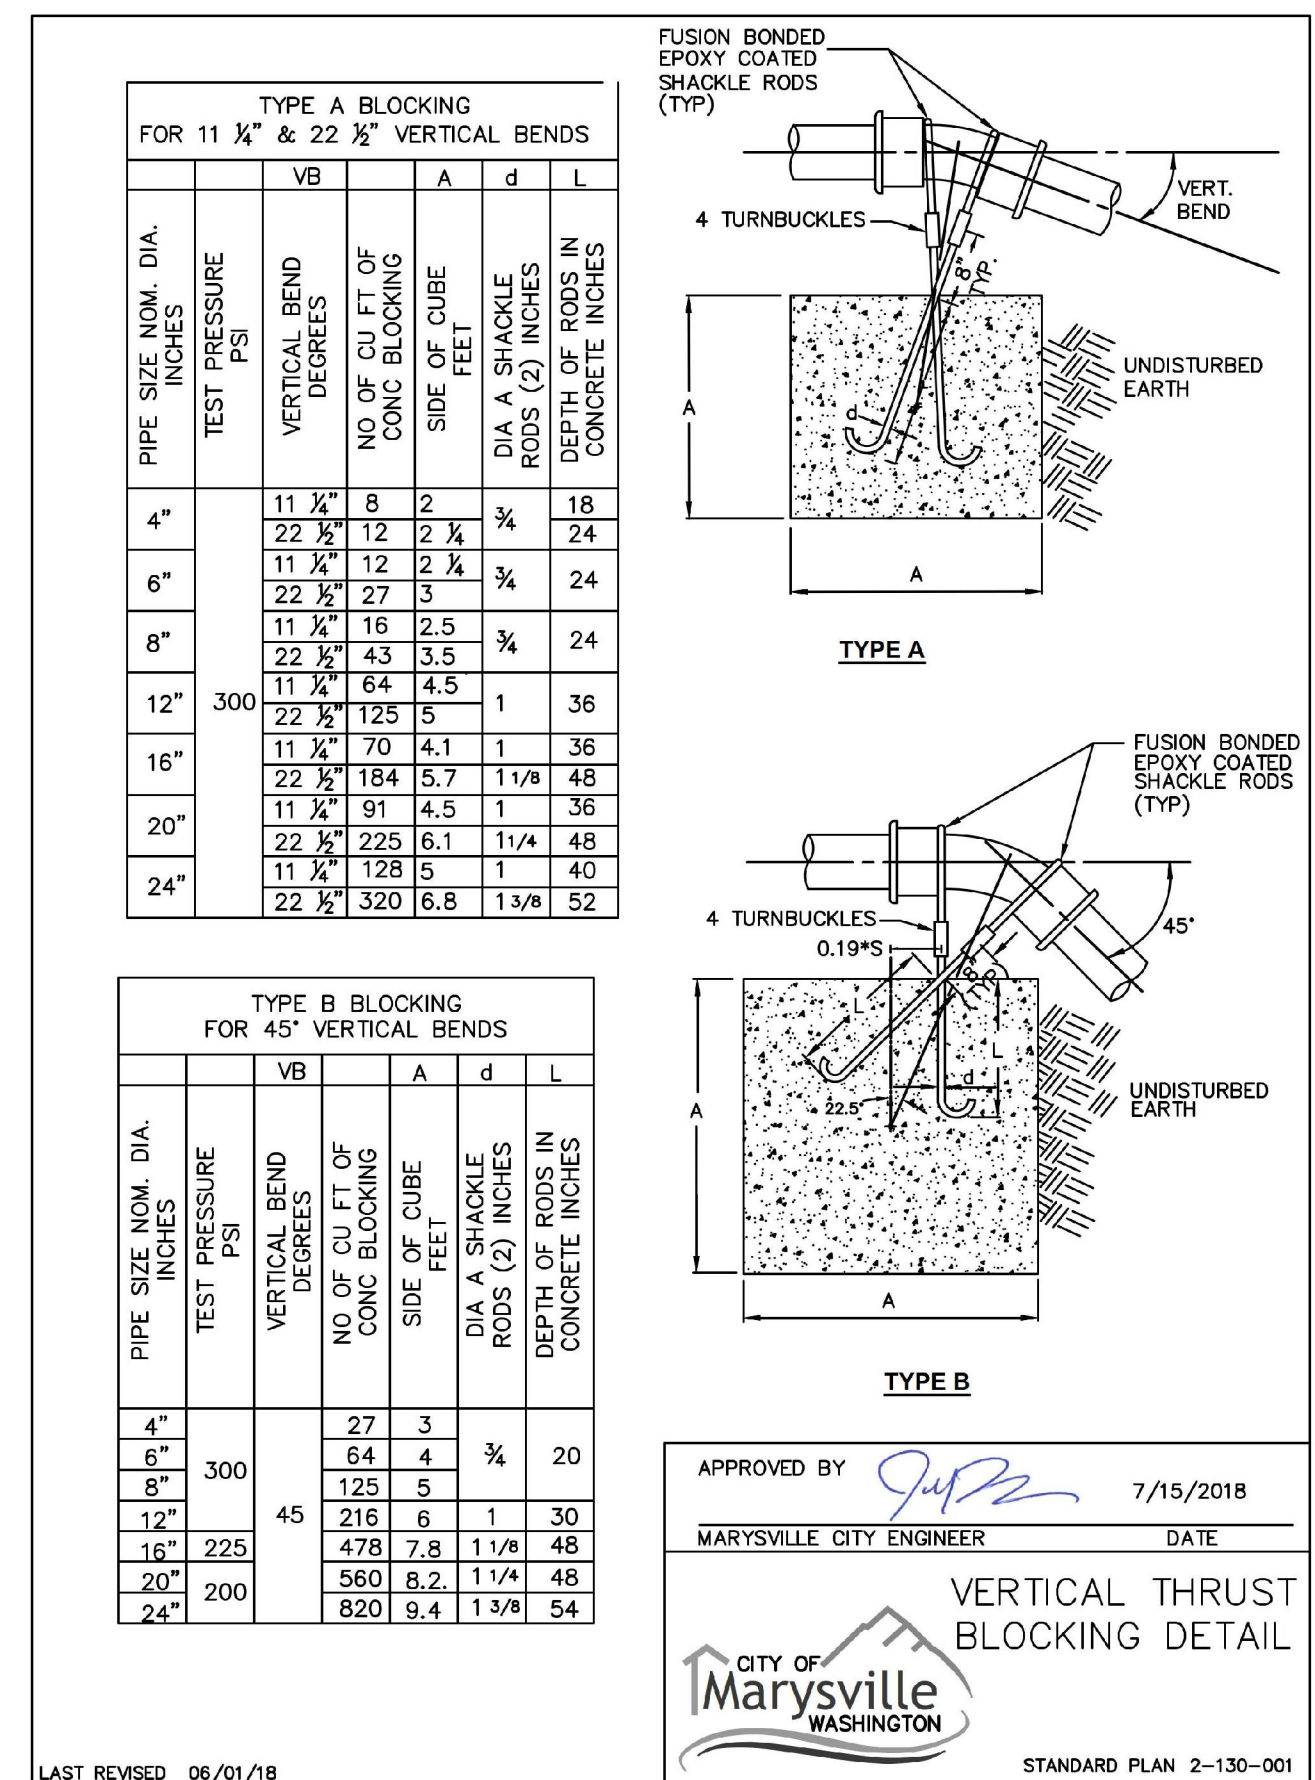 TYPE A BLOCKING
FOR 11 ¼" & 22 ½" VERTICAL BENDS
VB A d L
PIPE SIZE NOM. DIA.
INCHES
TEST PRESSURE
PSI
VERTICAL BEND
DEGREES
NO OF CU FT OF
CONC BLOCKING
SIDE OF CUBE
FEET
DIA A SHACKLE
RODS (2) INCHES
DEPTH OF RODS IN
CONCRETE INCHES
4" 11 ¼" 8 2 ¾ 18
22 ½" 12 2 ¼ 24
6" 11 ¼" 12 2 ¼ ¾ 24
22 ½" 27 3
8" 11 ¼" 16 2.5 ¾ 24
22 ½" 43 3.5
12" 300 11 ¼" 64 4.5 1 36
22 ½" 125 5
16" 11 ¼" 70 4.1 1 36
22 ½" 184 5.7 1 1/8 48
20" 11 ¼" 91 4.5 1 36
22 ½" 225 6.1 1 1/4 48
24" 11 ¼" 128 5 1 40
22 ½" 320 6.8 1 3/8 52
FUSION BONDED
EPOXY COATED
SHACKLE RODS
(TYP)
VERT.
BEND
4 TURNBUCKLES
8"
TYP.
UNDISTURBED
EARTH
A
d
A
TYPE A
TYPE B BLOCKING
FOR 45° VERTICAL BENDS
VB A d L
PIPE SIZE NOM. DIA.
INCHES
TEST PRESSURE
PSI
VERTICAL BEND
DEGREES
NO OF CU FT OF
CONC BLOCKING
SIDE OF CUBE
FEET
DIA A SHACKLE
RODS (2) INCHES
DEPTH OF RODS IN
CONCRETE INCHES
4" 300 45 27 3 ¾ 20
6" 64 4
8" 125 5
12" 216 6 1 30
16" 225 478 7.8 1 1/8 48
20" 200 560 8.2. 1 1/4 48
24" 820 9.4 1 3/8 54
FUSION BONDED
EPOXY COATED
SHACKLE RODS
(TYP)
4 TURNBUCKLES
45°
0.19*S
8"
(TYP)
L
L
d
22.5°
UNDISTURBED
EARTH
A
A
TYPE B
APPROVED BY 7/15/2018
MARYSVILLE CITY ENGINEER DATE
VERTICAL THRUST
BLOCKING DETAIL
CITY OF
Marysville
WASHINGTON
STANDARD PLAN 2-130-001
LAST REVISED 06/01/18